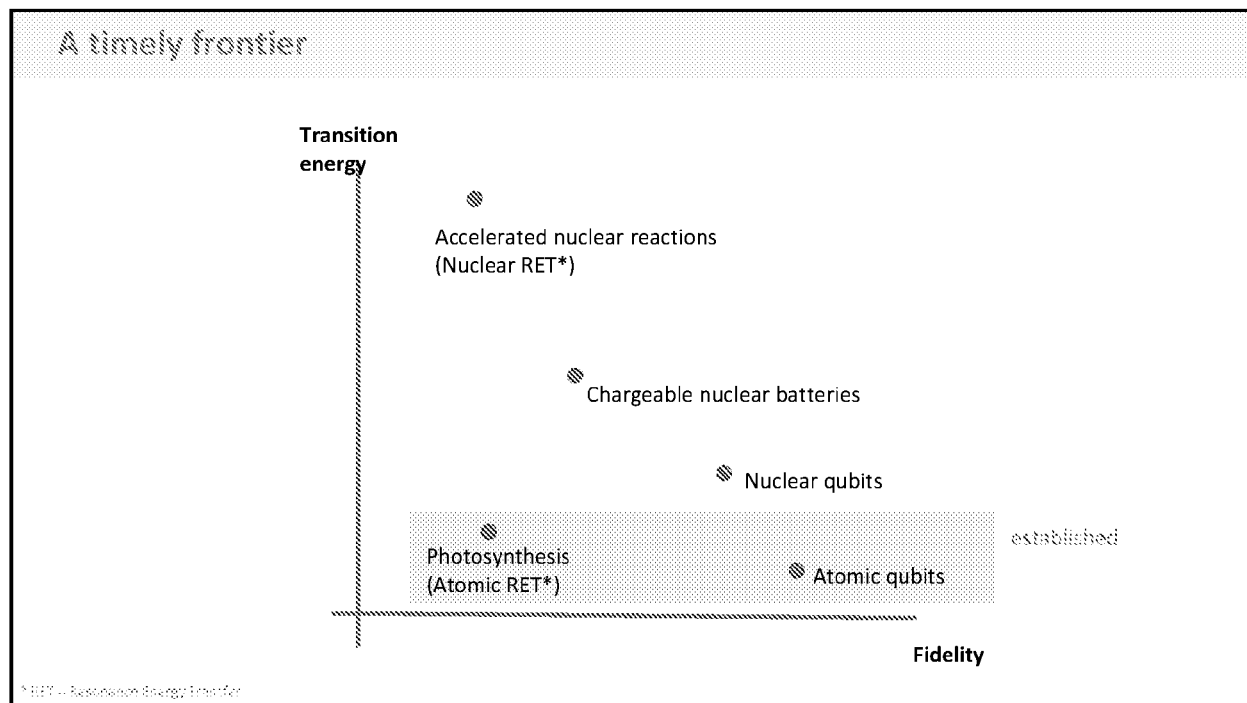 A timely frontier
Transition
energy
Accelerated nuclear reactions
(Nuclear RET*)
Chargeable nuclear batteries
Nuclear qubits
established
Photosynthesis
(Atomic RET*)
Atomic qubits
Fidelity
* RET – Resonance Energy Transfer